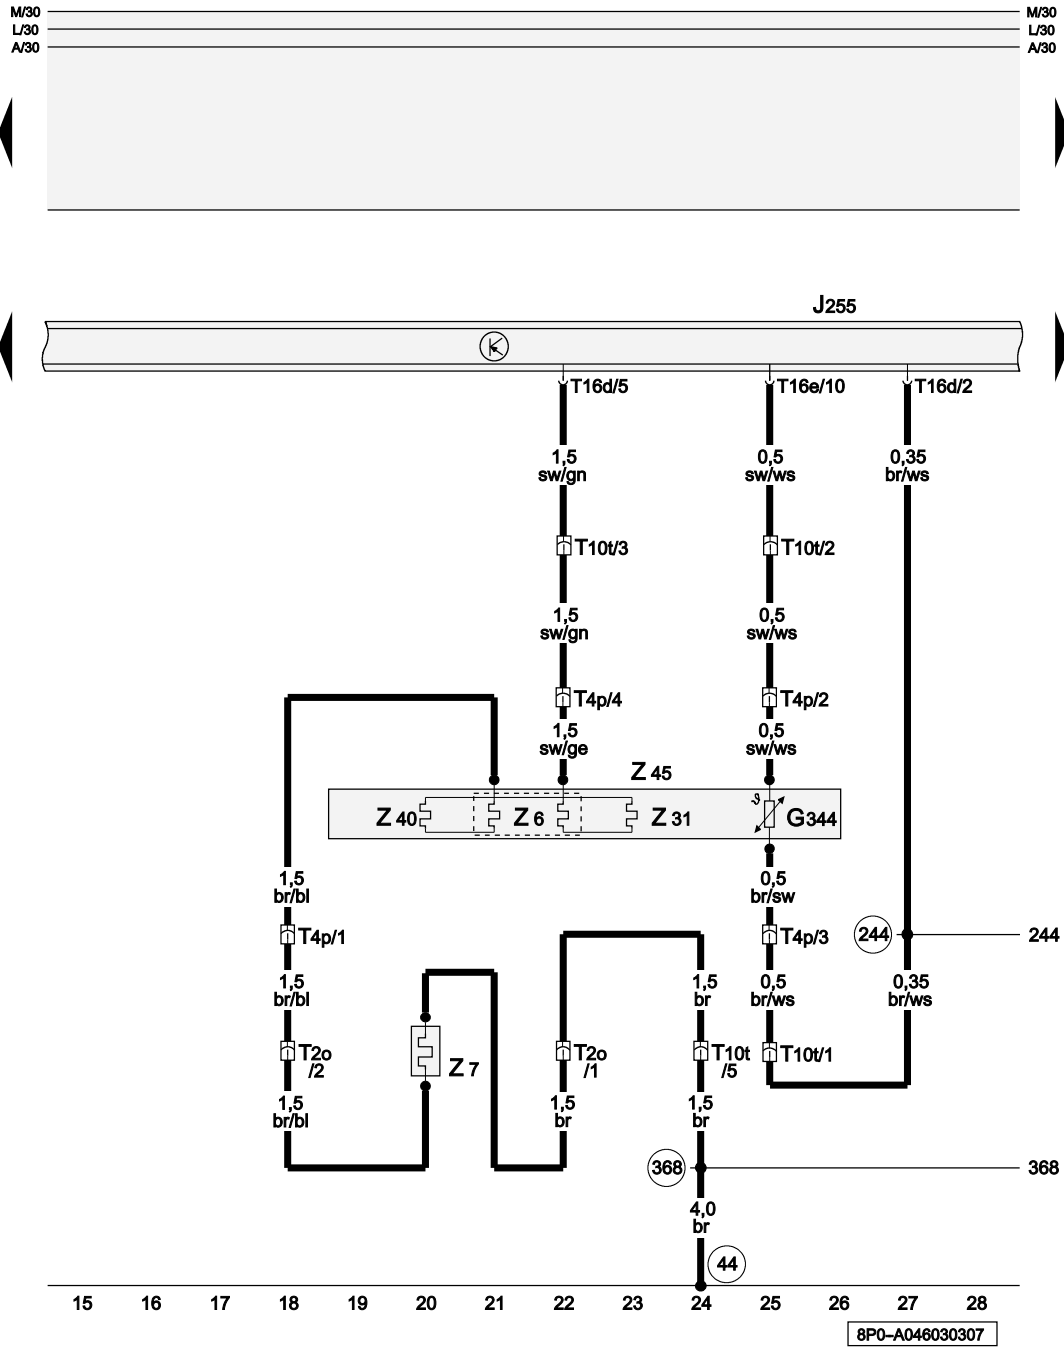 M/30 M/30
L/30 L/30
A/30 A/30
J255
T16d/5 T16e/10 T16d/2
1,5 0,5 0,35
sw/gn sw/ws br/ws
T10t/3 T10t/2
1,5 0,5
sw/gn sw/ws
T4p/4 T4p/2
1,5 0,5
sw/ge sw/ws
Z 45
Z 40 Z 6 Z 31 ϑ G344
1,5 0,5
br/bl br/sw
T4p/1 T4p/3 244 244
1,5 1,5 0,5 0,35
br/bl br br/ws br/ws
T2o T2o T10t T10t/1
/2 Z 7 /1 /5
1,5 1,5 1,5
br/bl br br
368 368
4,0
br
44
15 16 17 18 19 20 21 22 23 24 25 26 27 28
8P0–A046030307